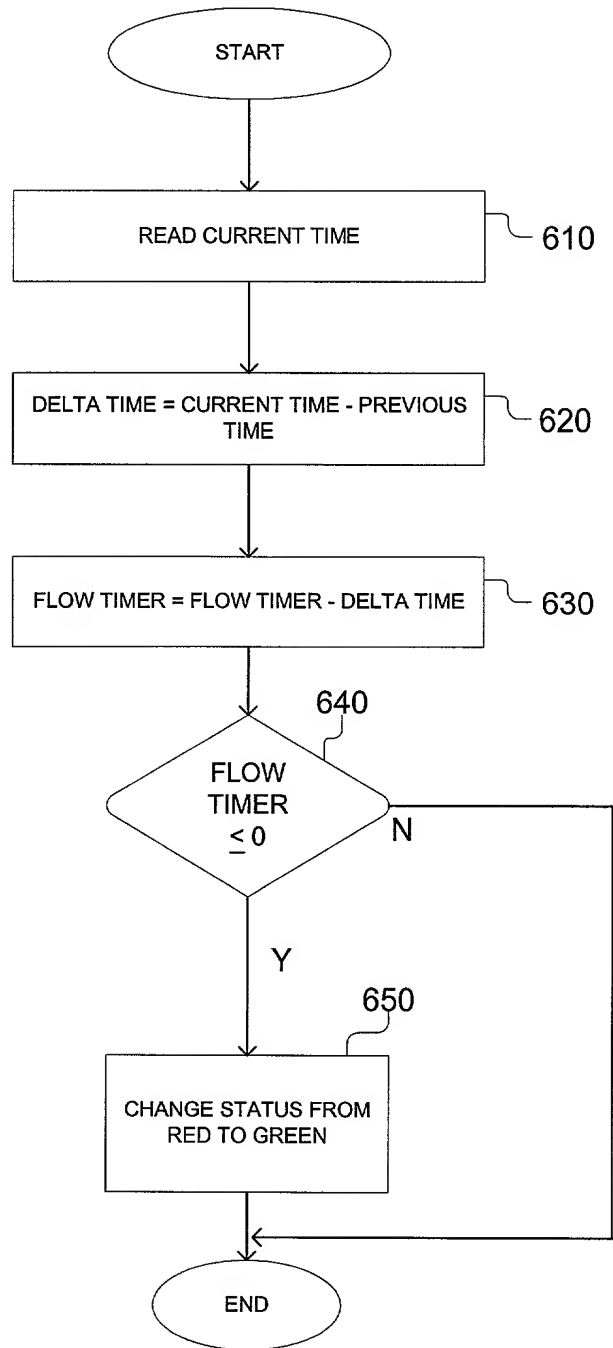 START
READ CURRENT TIME
610
DELTA TIME = CURRENT TIME - PREVIOUS
TIME
620
FLOW TIMER = FLOW TIMER - DELTA TIME
630
640
FLOW
TIMER
≤ 0
N
Y
650
CHANGE STATUS FROM
RED TO GREEN
END